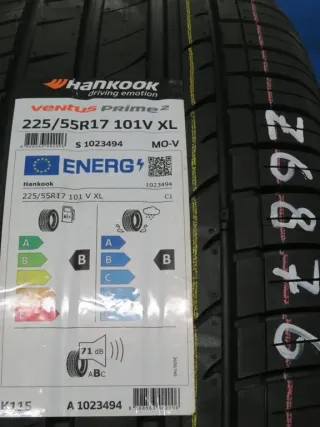 HANKOOK
driving emotion
VENTUS PRIME2
225/55R17 101V XL
S 1023494
MO-V
ENERG
Hankook
1023494
225/55R17 101 V XL
C1
A
B
C
B
A
B
C
B
71 dB
ABC
K115
A 1023494